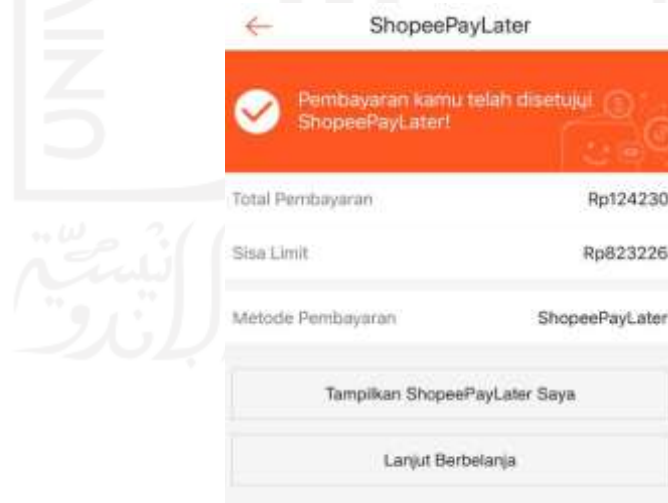 ShopeePayLater
Pembayaran kamu telah disetujui
ShopeePayLater!
Total Pembayaran Rp124230
Sisa Limit Rp823226
Metode Pembayaran ShopeePayLater
Tampilkan ShopeePayLater Saya
Lanjut Berbelanja
UNI